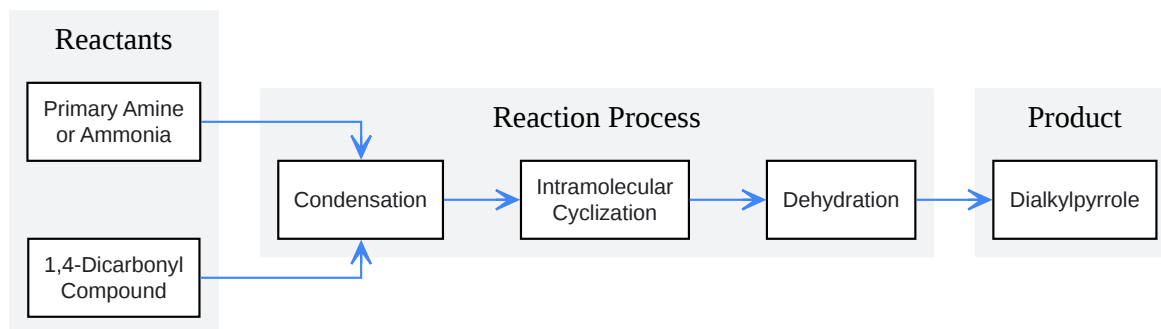 Reactants
Primary Amine
or Ammonia
1,4-Dicarbonyl
Compound
Reaction Process
Condensation
Intramolecular
Cyclization
Dehydration
Product
Dialkylpyrrole